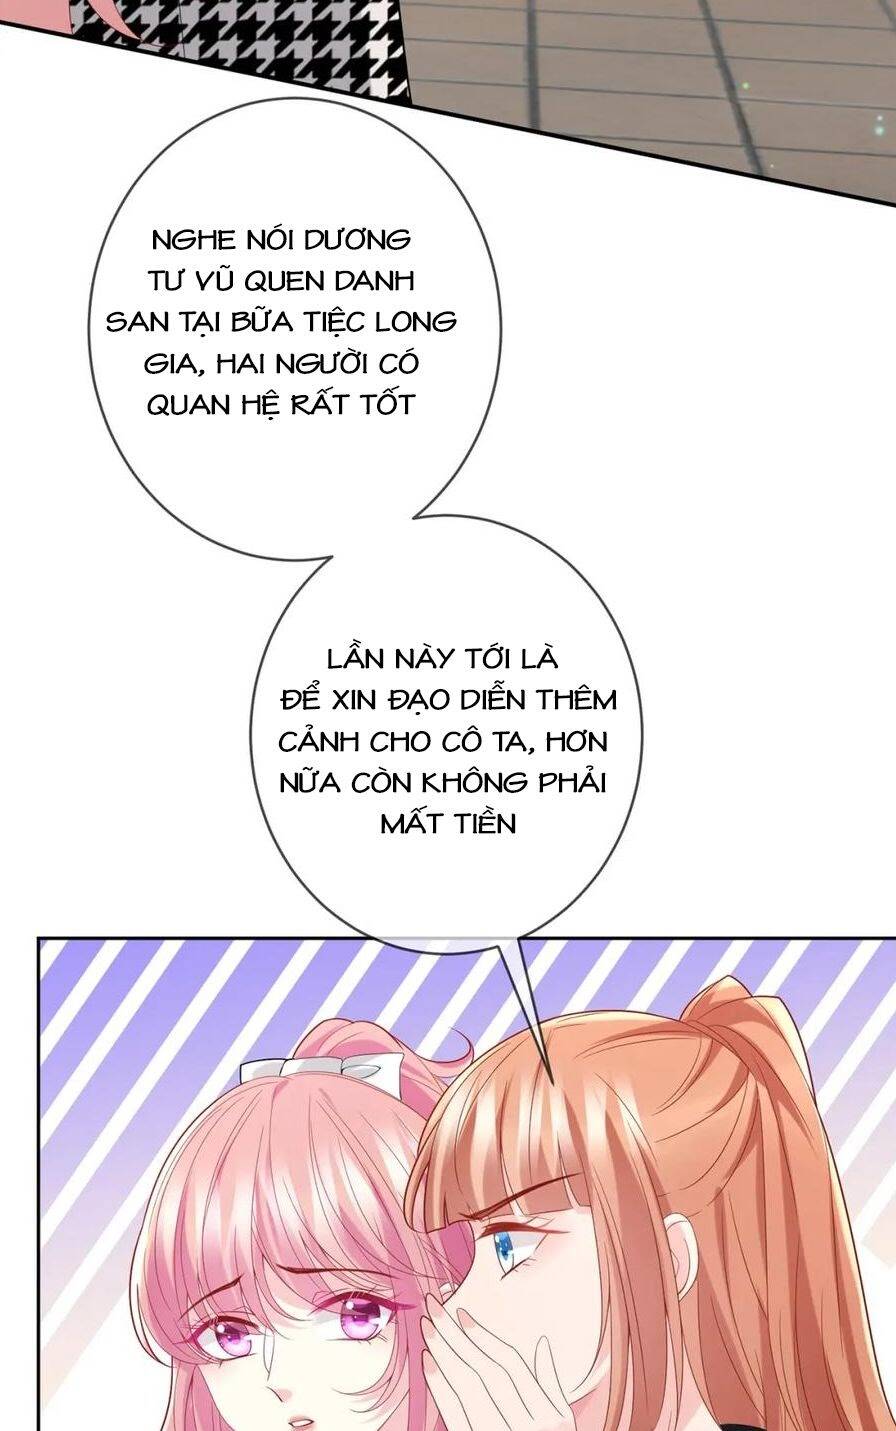 NGHE NÓI DƯƠNG
TƯ VŨ QUEN DANH
SAN TẠI BỮA TIỆC LONG
GIA, HAI NGƯỜI CÓ
QUAN HỆ RẤT TỐT
LẦN NÀY TỚI LÀ
ĐỂ XIN ĐẠO DIỄN THÊM
CẢNH CHO CÔ TA, HƠN
NỮA CÒN KHÔNG PHẢI
MẤT TIỀN